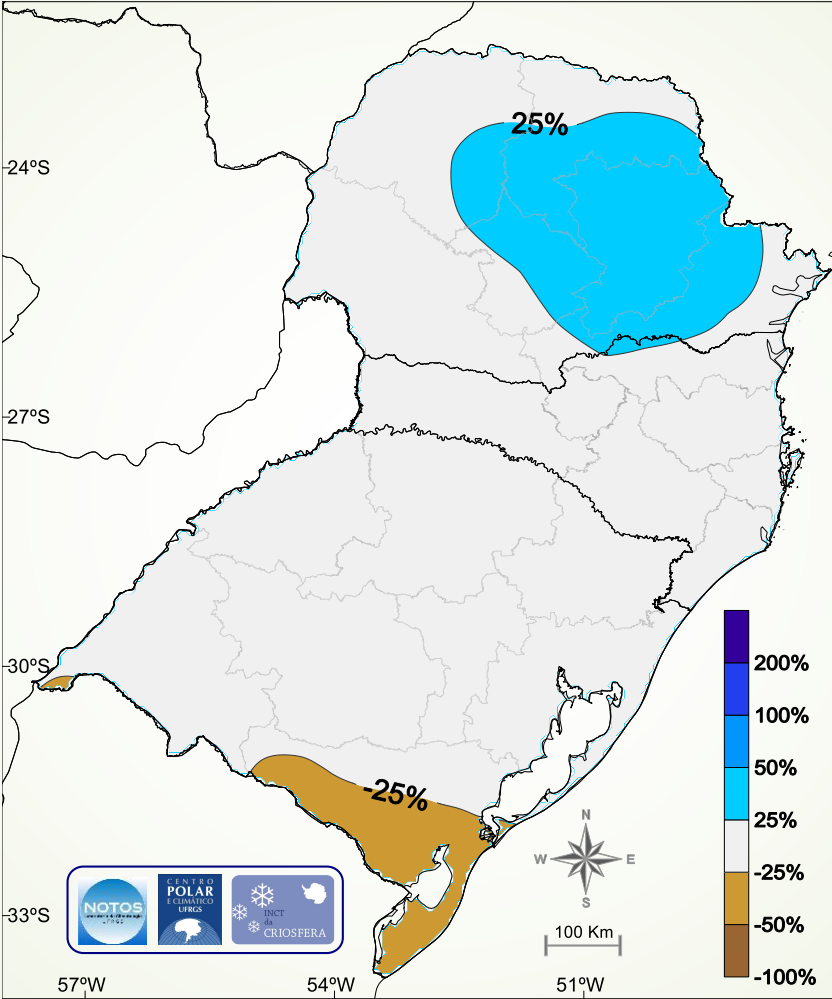 25%
24ºS
27ºS
30ºS
-25%
33ºS
57ºW
54ºW
51ºW
200%
100%
50%
25%
-25%
-50%
-100%
N
W
E
S
100 Km
NOTOS
UFRGS
CENTRO
POLAR
E CLIMÁTICO
UFRGS
INCT
da
CRIOSFERA